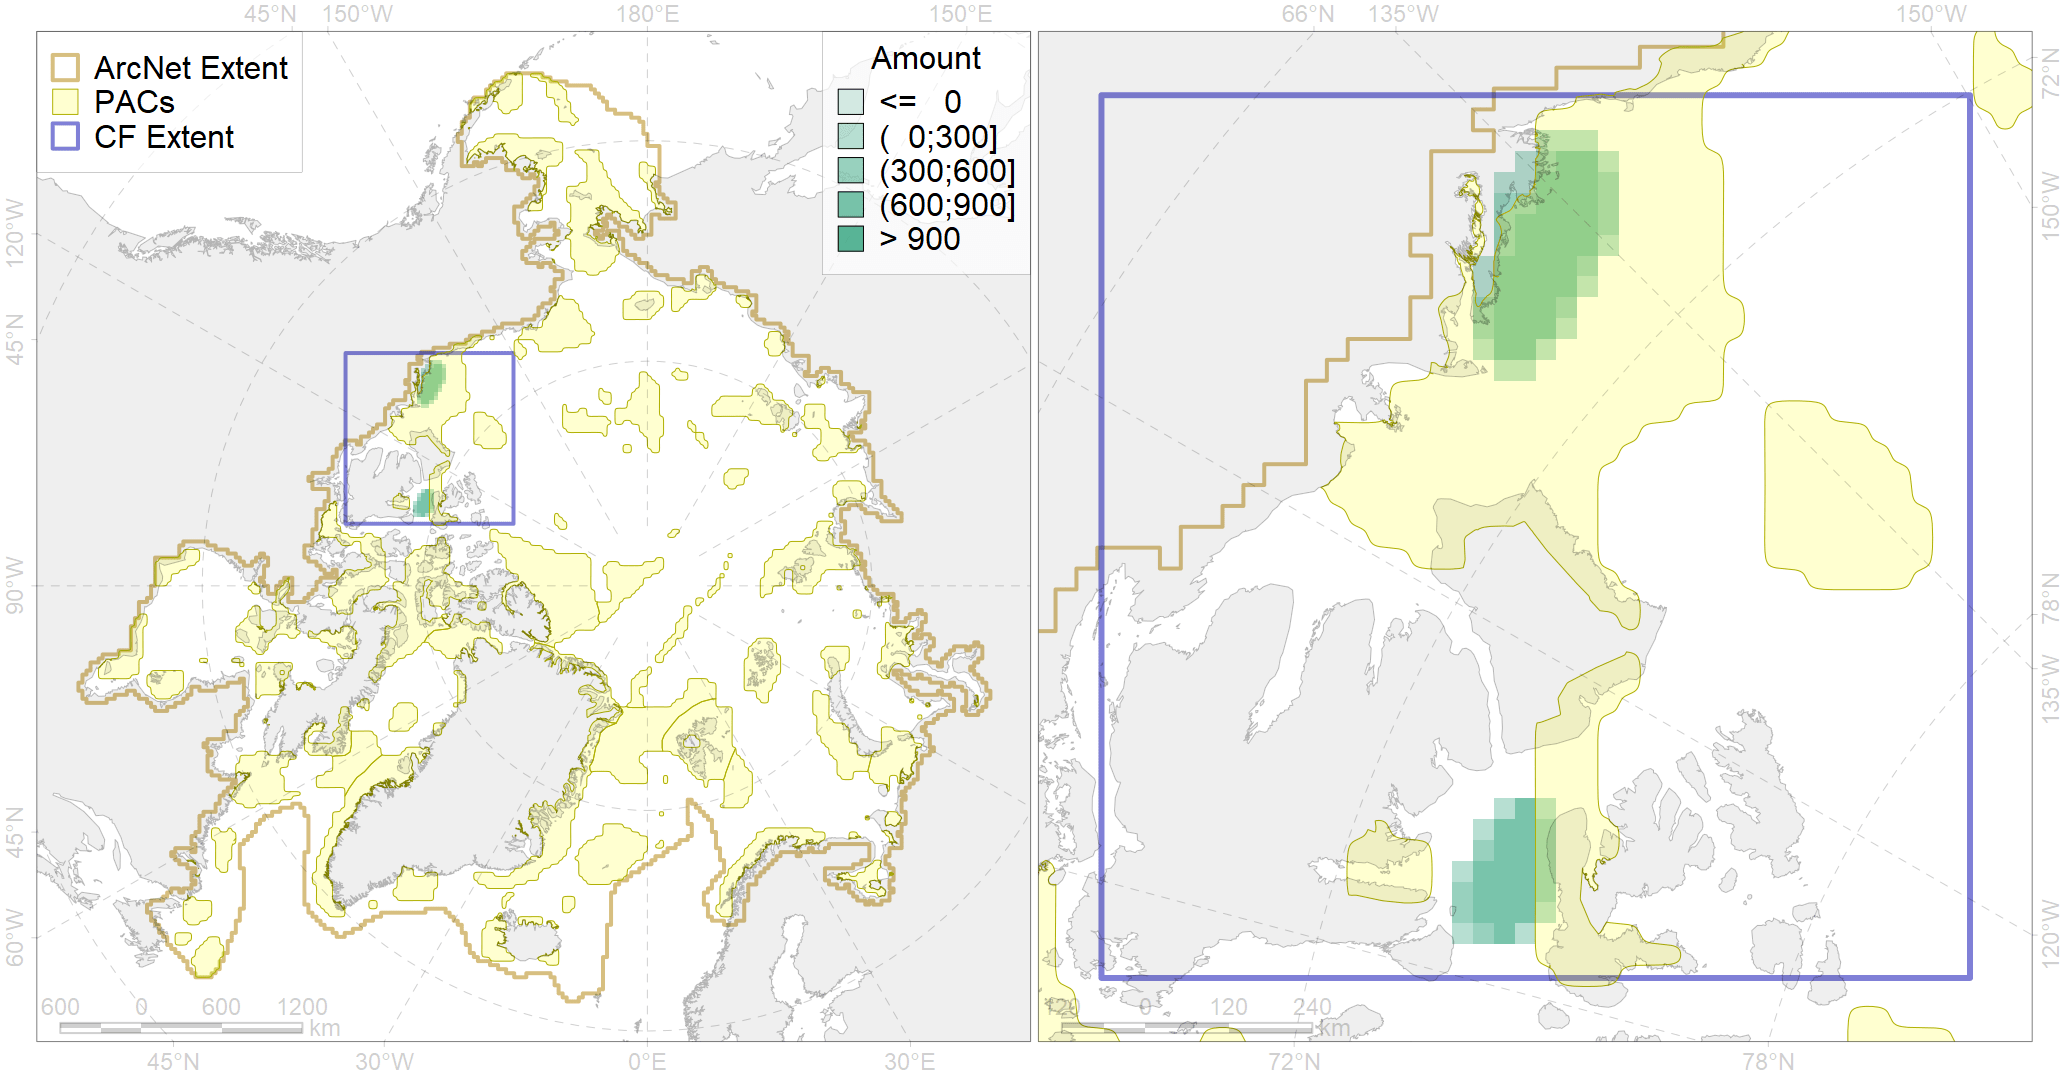 45°N 150°W 180°E 150°E 66°N 135°W 150°W
ArcNet Extent
PACs
CF Extent
Amount
<= 0
( 0;300]
(300;600]
(600;900]
> 900
120°W
45°N
90°W
45°N
60°W
72°N
150°W
78°N
135°W
120°W
600 0 600 1200
km
120 0 120 240
km
45°N 30°W 0°E 30°E 72°N 78°N